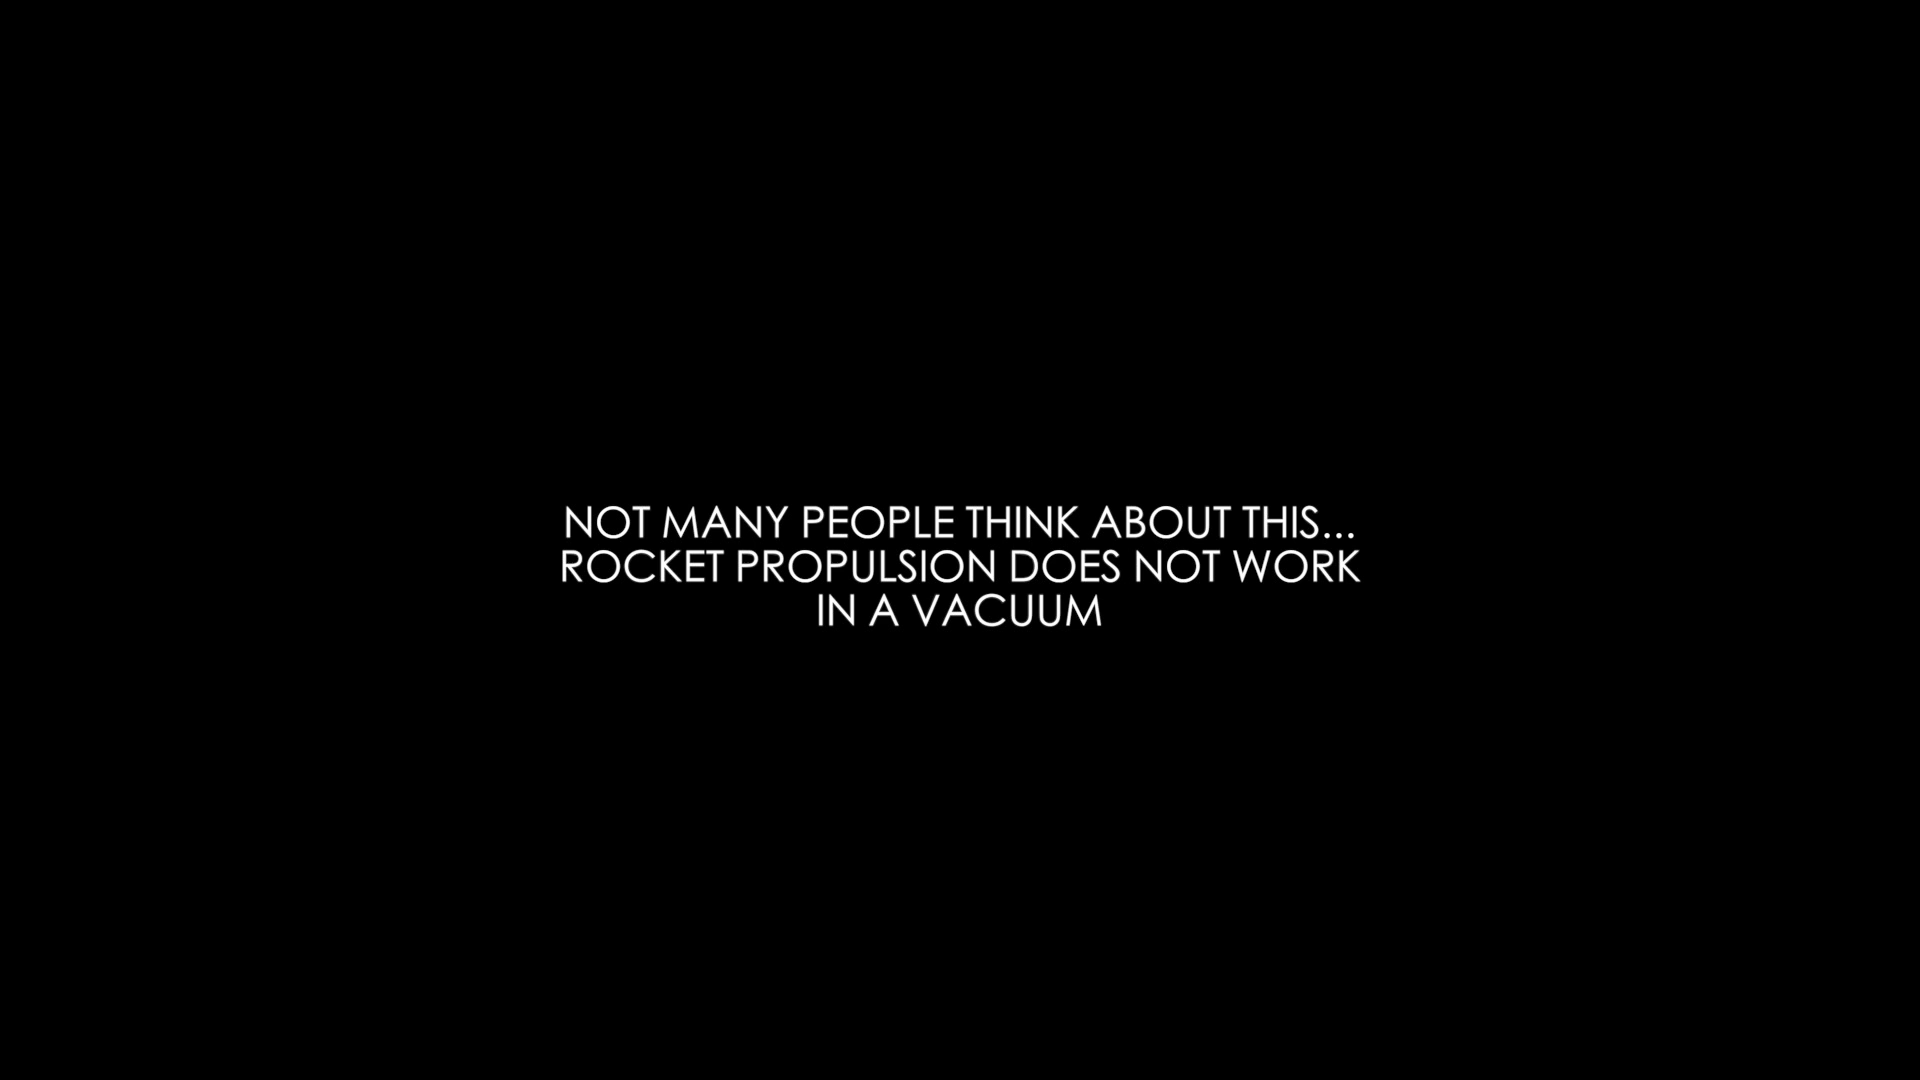 NOT MANY PEOPLE THINK ABOUT THIS...
ROCKET PROPULSION DOES NOT WORK
IN A VACUUM